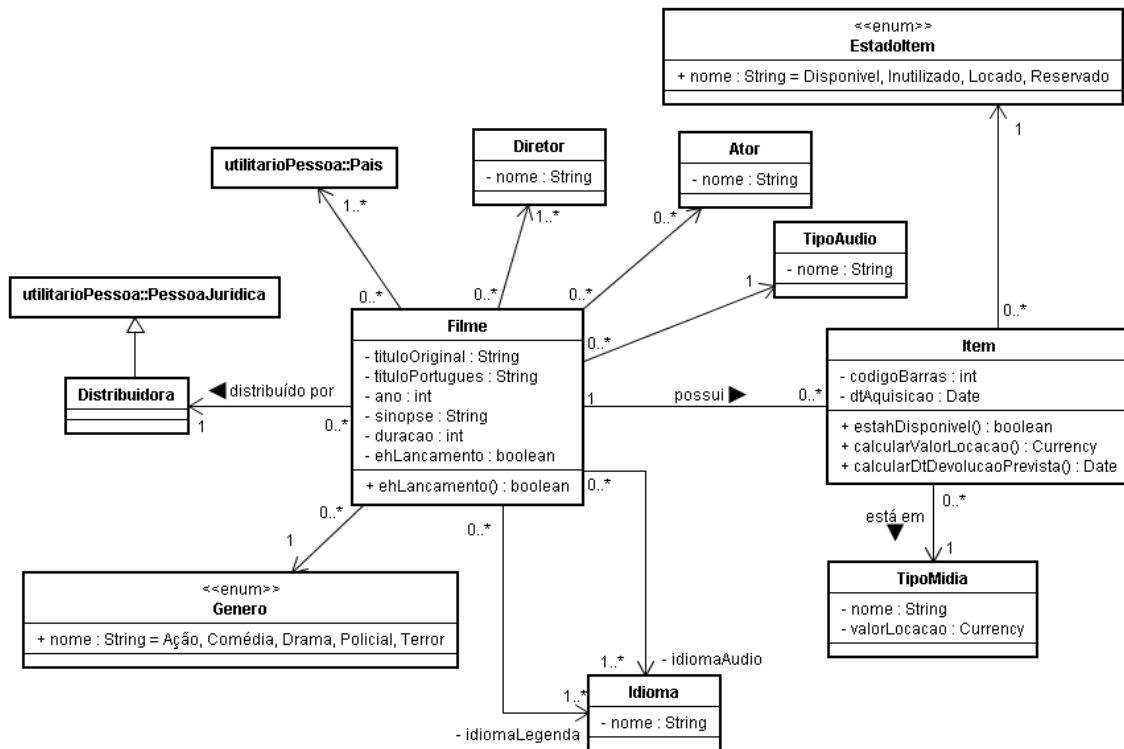 <<enum>>
EstadoItem
+ nome : String = Disponivel, Inutilizado, Locado, Reservado
1
0..*
Diretor
- nome : String
1..*
0..*
Ator
- nome : String
0..*
0..*
utilitarioPessoa::Pais
1..*
0..*
TipoAudio
- nome : String
1
0..*
utilitarioPessoa::PessoaJuridica
Distribuidora
distribuído por
1
0..*
Filme
- tituloOriginal : String
- tituloPortugues : String
- ano : int
- sinopse : String
- duracao : int
- ehLancamento : boolean
+ ehLancamento() : boolean
1
possui
0..*
Item
- codigoBarras : int
- dtAquisicao : Date
+ estahDisponivel() : boolean
+ calcularValorLocacao() : Currency
+ calcularDtDevolucaoPrevista() : Date
0..*
está em
1
TipoMidia
- nome : String
- valorLocacao : Currency
0..*
1
<<enum>>
Genero
+ nome : String = Ação, Comédia, Drama, Policial, Terror
0..*
0..*
1..*
- idiomaAudio
1..*
- idiomaLegenda
Idioma
- nome : String